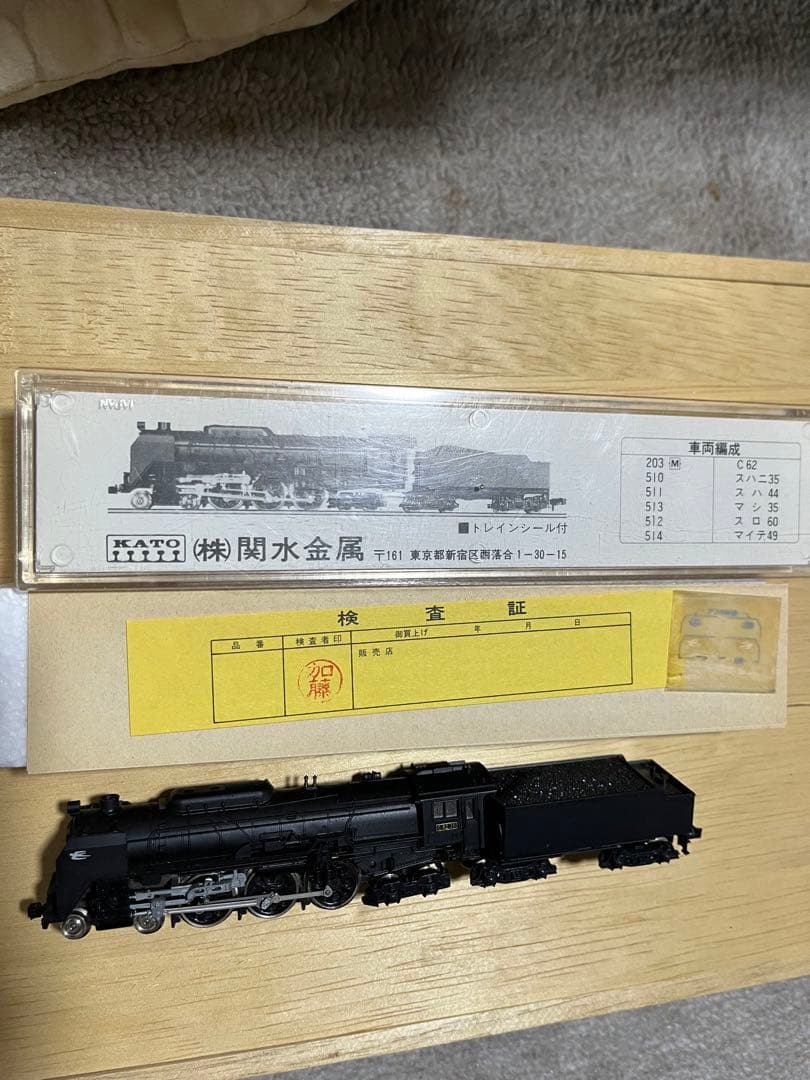 JAPAN
車両編成
203 M C62
510 スハニ35
511 スハ44
513 マシ35
512 スロ60
514 マイテ49
■トレインシール付
KATO
(株)関水金属 〒161 東京都新宿区西落合1-30-15
検査証
品番 検査者印 御買上げ 年 月 日
加藤 販売店